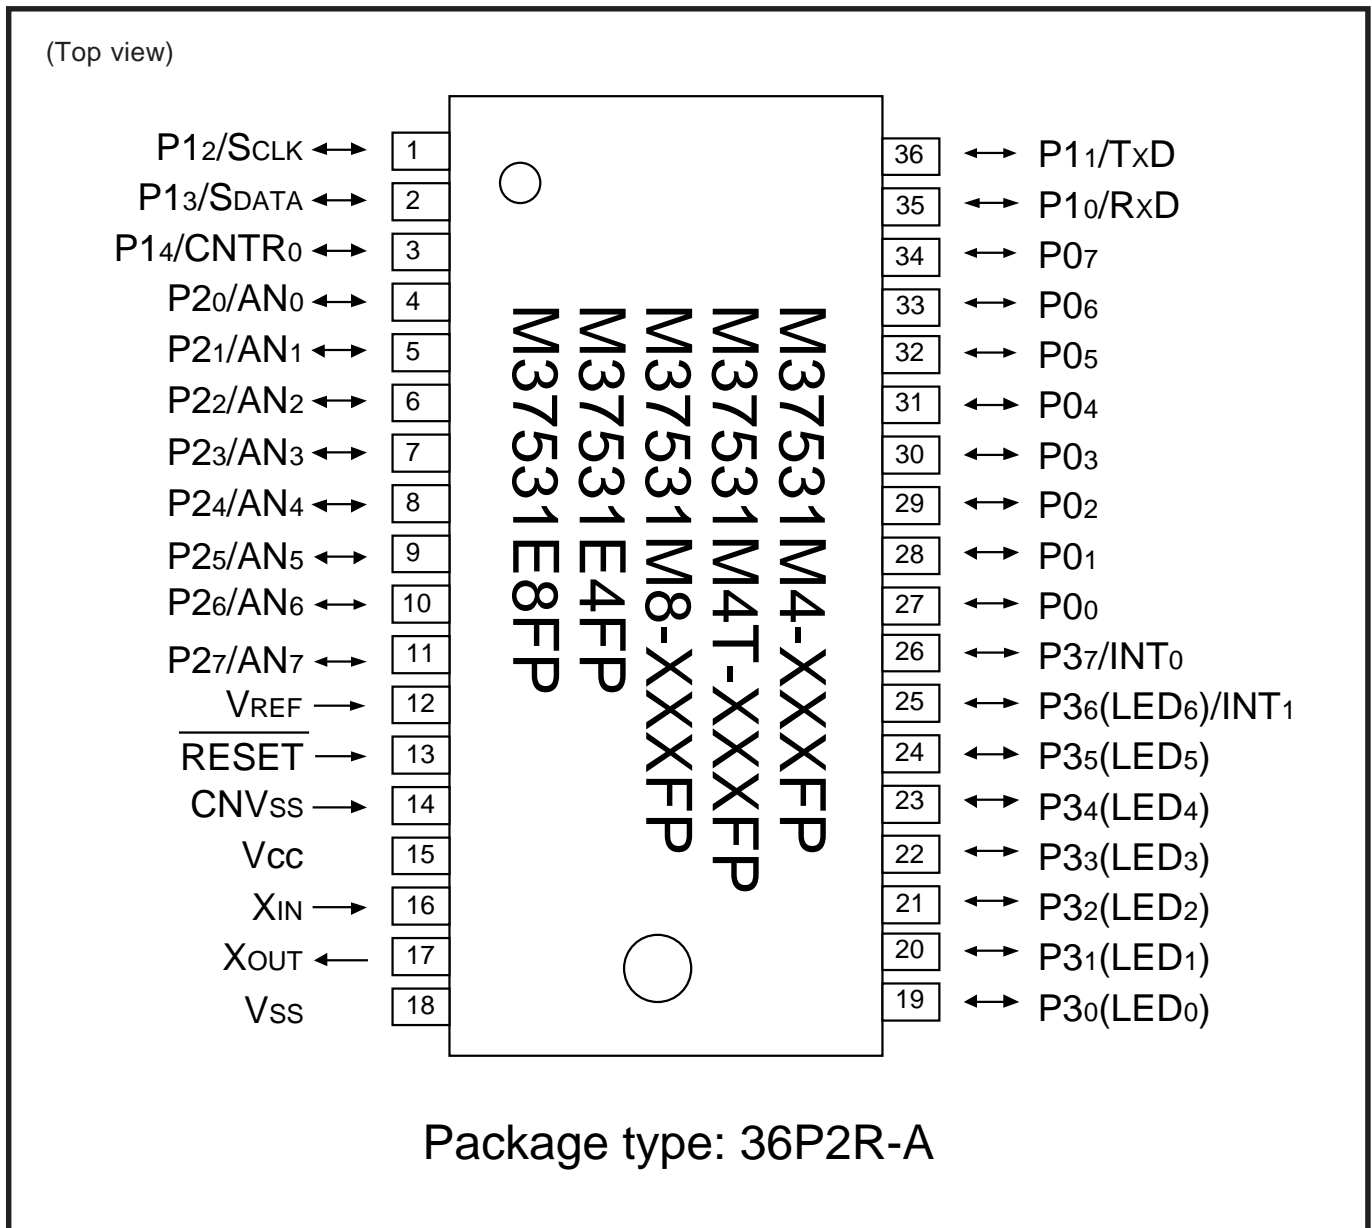 (Top view)
P12/SCLK
P13/SDATA
P14/CNTR0
P20/AN0
P21/AN1
P22/AN2
P23/AN3
P24/AN4
P25/AN5
P26/AN6
P27/AN7
VREF
RESET
CNVSS
Vcc
XIN
XOUT
VSS
1
2
3
4
5
6
7
8
9
10
11
12
13
14
15
16
17
18
M37531M4-XXXFP
M37531M4T-XXXFP
M37531M8-XXXFP
M37531E4FP
M37531E8FP
36
35
34
33
32
31
30
29
28
27
26
25
24
23
22
21
20
19
P11/TXD
P10/RXD
P07
P06
P05
P04
P03
P02
P01
P00
P37/INT0
P36(LED6)/INT1
P35(LED5)
P34(LED4)
P33(LED3)
P32(LED2)
P31(LED1)
P30(LED0)
Package type: 36P2R-A